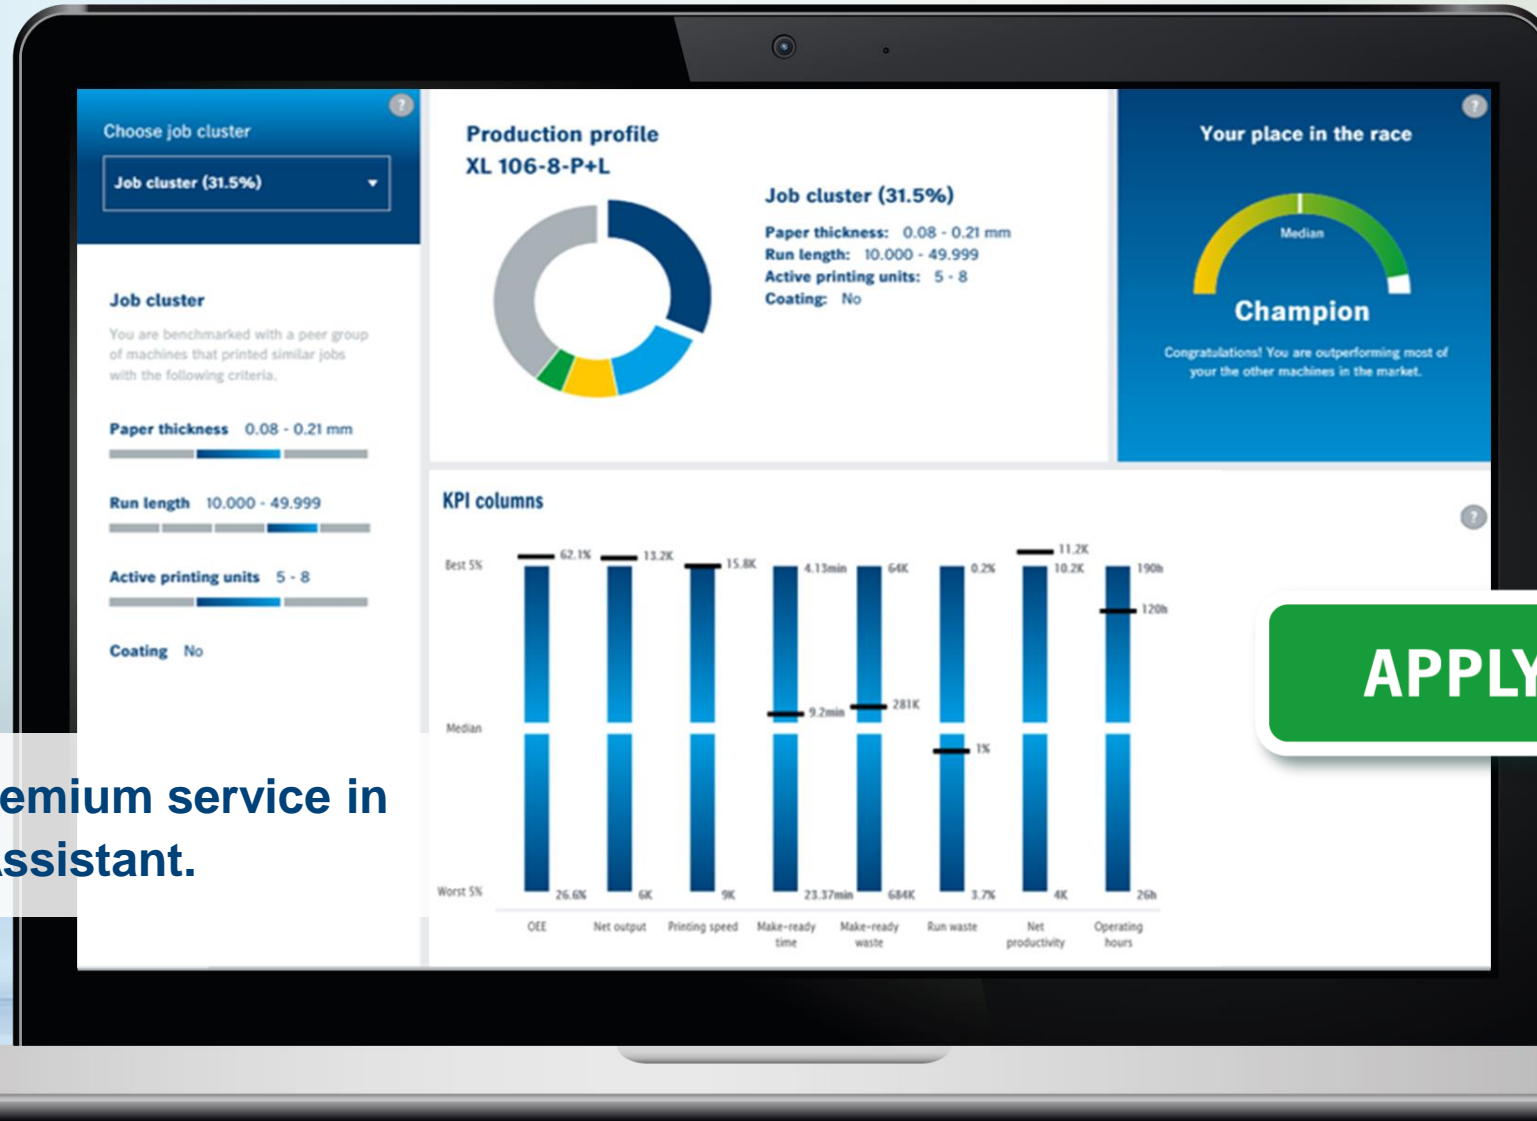 Choose job cluster
Job cluster (31.5%)
Job cluster
You are benchmarked with a peer group
of machines that printed similar jobs
with the following criteria.
Paper thickness 0.08 - 0.21 mm
Run length 10.000 - 49.999
Active printing units 5 - 8
Coating No
Production profile
XL 106-8-P+L
Job cluster (31.5%)
Paper thickness: 0.08 - 0.21 mm
Run length: 10.000 - 49.999
Active printing units: 5 - 8
Coating: No
?
?
Your place in the race
Median
Champion
Congratulations! You are outperforming most of
your the other machines in the market.
KPI columns
?
Best 5%
Median
Worst 5%
62.1%
13.2K
15.8K
4.13min
64K
0.2%
11.2K
10.2K
190h
120h
9.2min
281K
1%
26.6%
6K
9K
23.37min
684K
3.7%
4K
26h
OEE
Net output
Printing speed
Make-ready
time
Make-ready
waste
Run waste
Net
productivity
Operating
hours
APPLY
emium service in
ssistant.